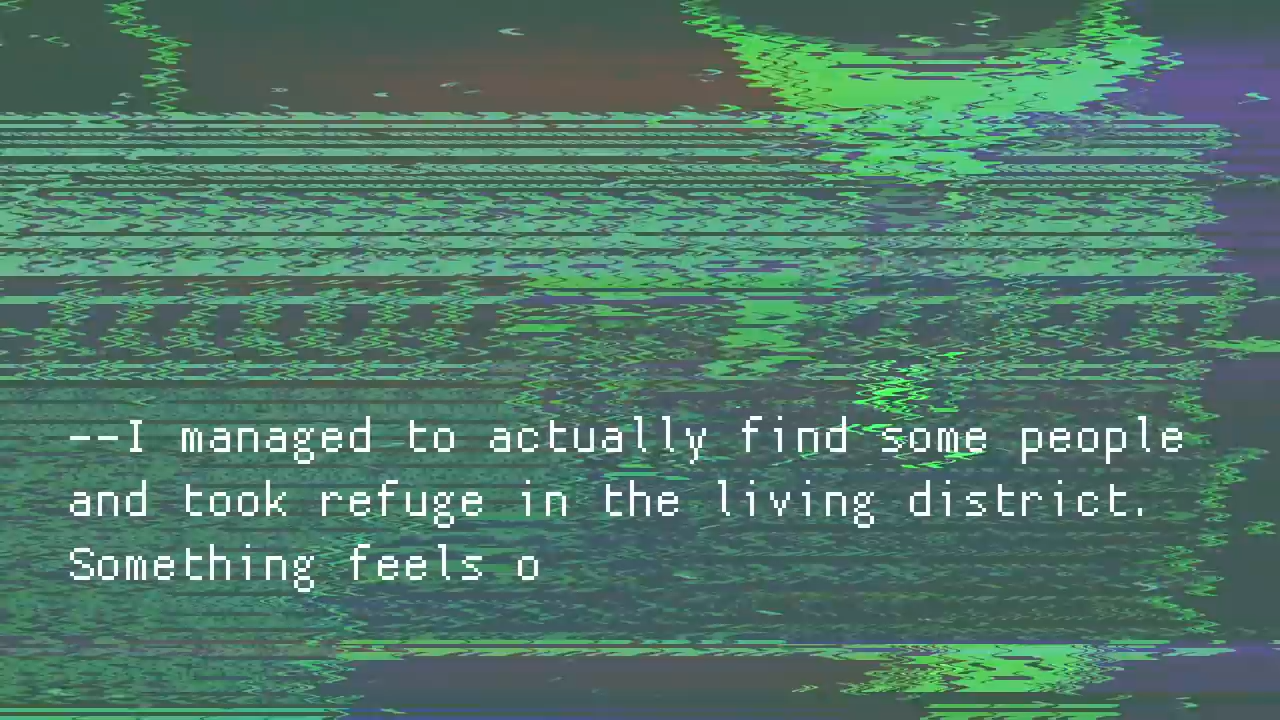 --I managed to actually find some people
and took refuge in the living district.
Something feels o